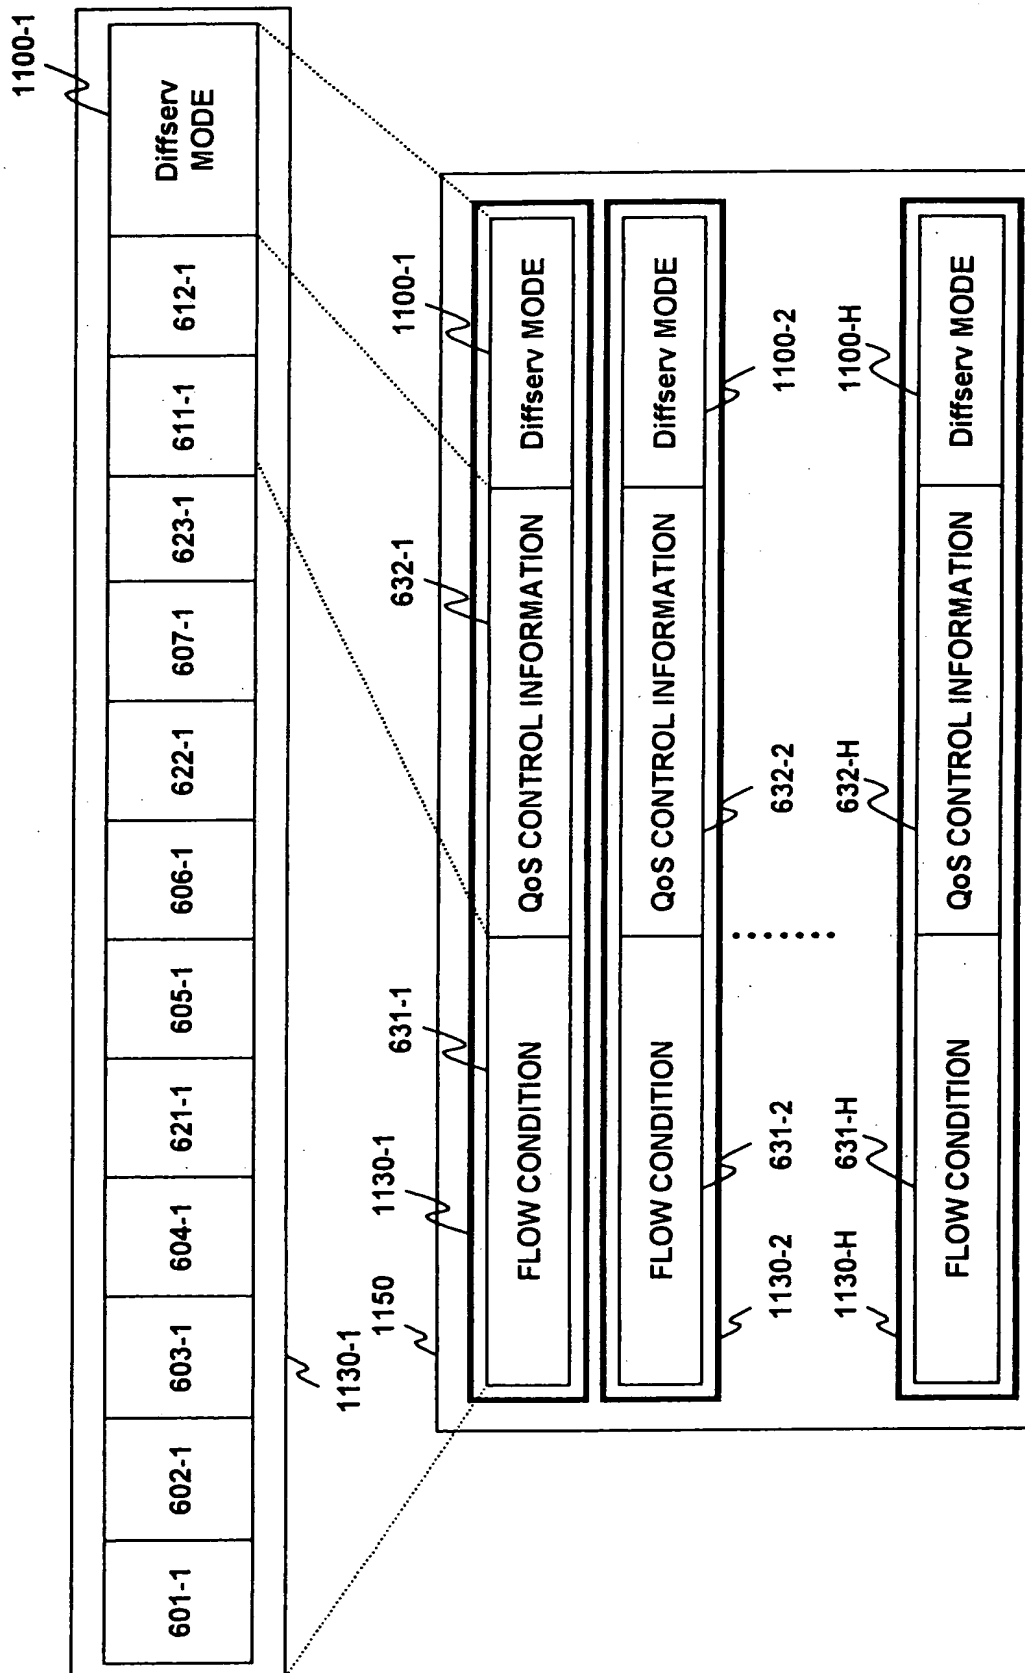 1100-1
601-1
602-1
603-1
604-1
621-1
605-1
606-1
622-1
607-1
623-1
611-1
612-1
Diffserv
MODE
1130-1
1150
1130-1
631-1
632-1
1100-1
FLOW CONDITION
QoS CONTROL INFORMATION
Diffserv MODE
FLOW CONDITION
QoS CONTROL INFORMATION
Diffserv MODE
1130-2
631-2
632-2
1100-2
1130-H
631-H
632-H
1100-H
FLOW CONDITION
QoS CONTROL INFORMATION
Diffserv MODE